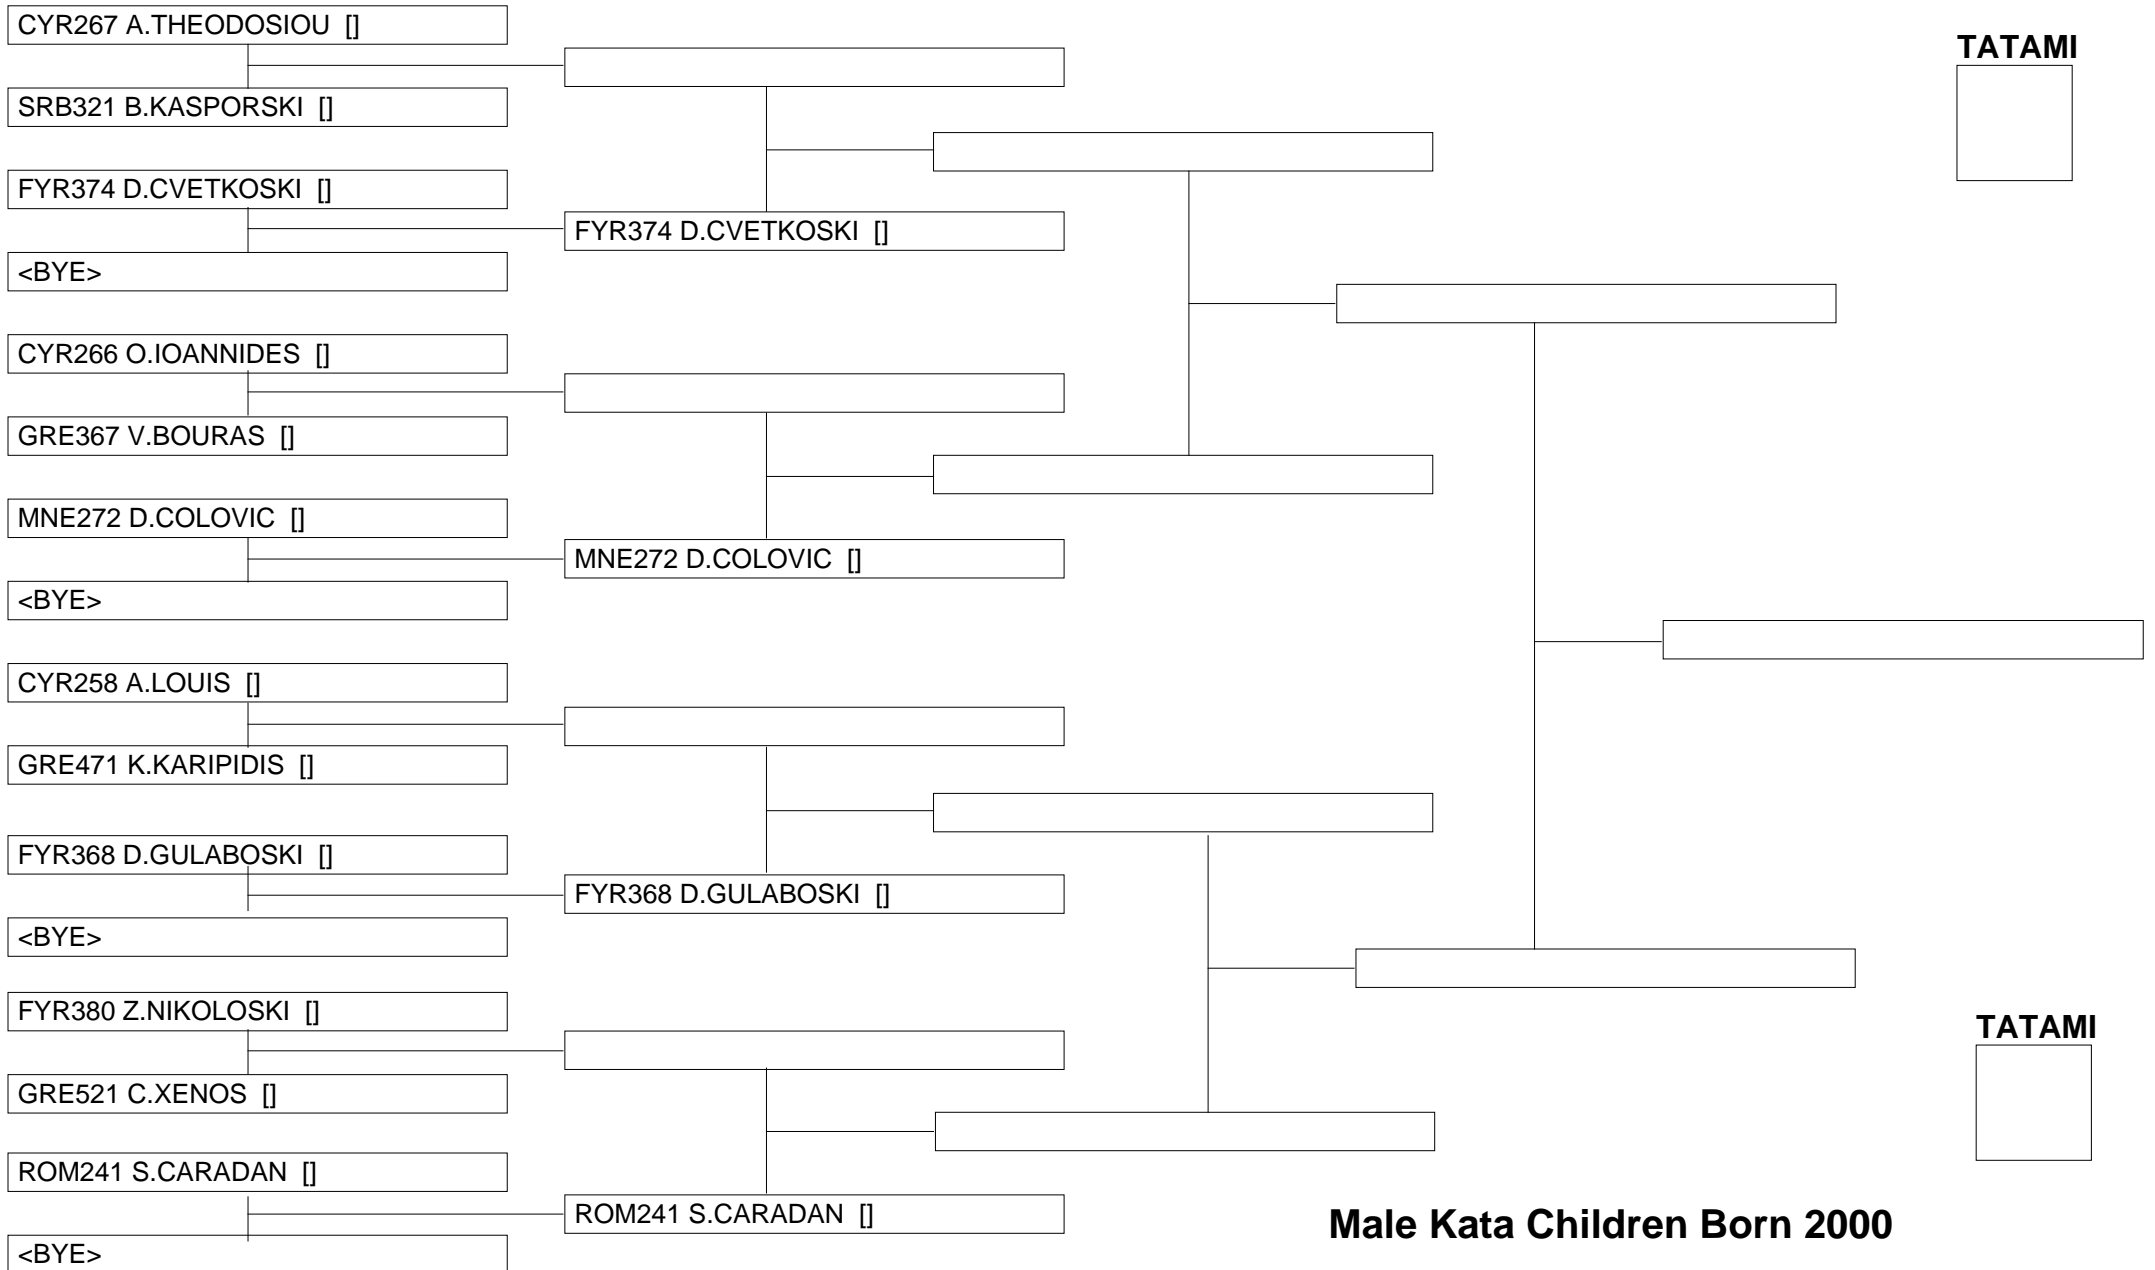 CYR267 A.THEODOSIOU []
TATAMI
SRB321 B.KASPORSKI []
FYR374 D.CVETKOSKI []
FYR374 D.CVETKOSKI []
<BYE>
CYR266 O.IOANNIDES []
GRE367 V.BOURAS []
MNE272 D.COLOVIC []
MNE272 D.COLOVIC []
<BYE>
CYR258 A.LOUIS []
GRE471 K.KARIPIDIS []
FYR368 D.GULABOSKI []
FYR368 D.GULABOSKI []
<BYE>
FYR380 Z.NIKOLOSKI []
TATAMI
GRE521 C.XENOS []
ROM241 S.CARADAN []
ROM241 S.CARADAN []
Male Kata Children Born 2000
<BYE>